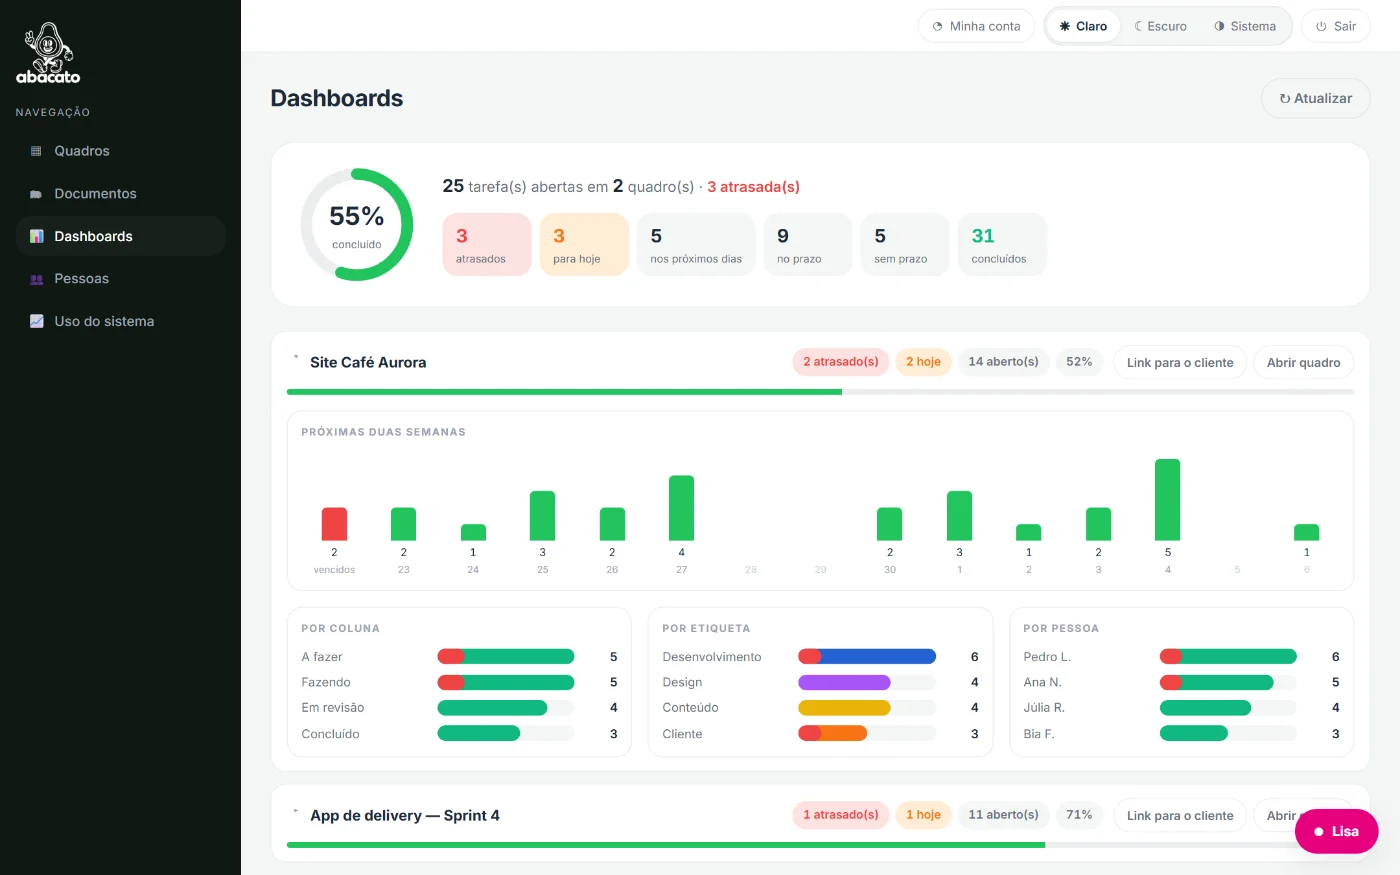 abacato
NAVEGAÇÃO
Quadros
Documentos
Dashboards
Pessoas
Uso do sistema
Minha conta
Claro
Escuro
Sistema
Sair
Dashboards
↻ Atualizar
55%
concluído
25 tarefa(s) abertas em 2 quadro(s) · 3 atrasada(s)
3
atrasados
3
para hoje
5
nos próximos dias
9
no prazo
5
sem prazo
31
concluídos
Site Café Aurora
2 atrasado(s)
2 hoje
14 aberto(s)
52%
Link para o cliente
Abrir quadro
PRÓXIMAS DUAS SEMANAS
2 2 1 3 2 4 2 3 1 2 5 1
vencidos 23 24 25 26 27 28 29 30 1 2 3 4 5 6
POR COLUNA
A fazer 5
Fazendo 5
Em revisão 4
Concluído 3
POR ETIQUETA
Desenvolvimento 6
Design 4
Conteúdo 4
Cliente 3
POR PESSOA
Pedro L. 6
Ana N. 5
Júlia R. 4
Bia F. 3
App de delivery — Sprint 4
1 atrasado(s)
1 hoje
11 aberto(s)
71%
Link para o cliente
Abrir
Lisa